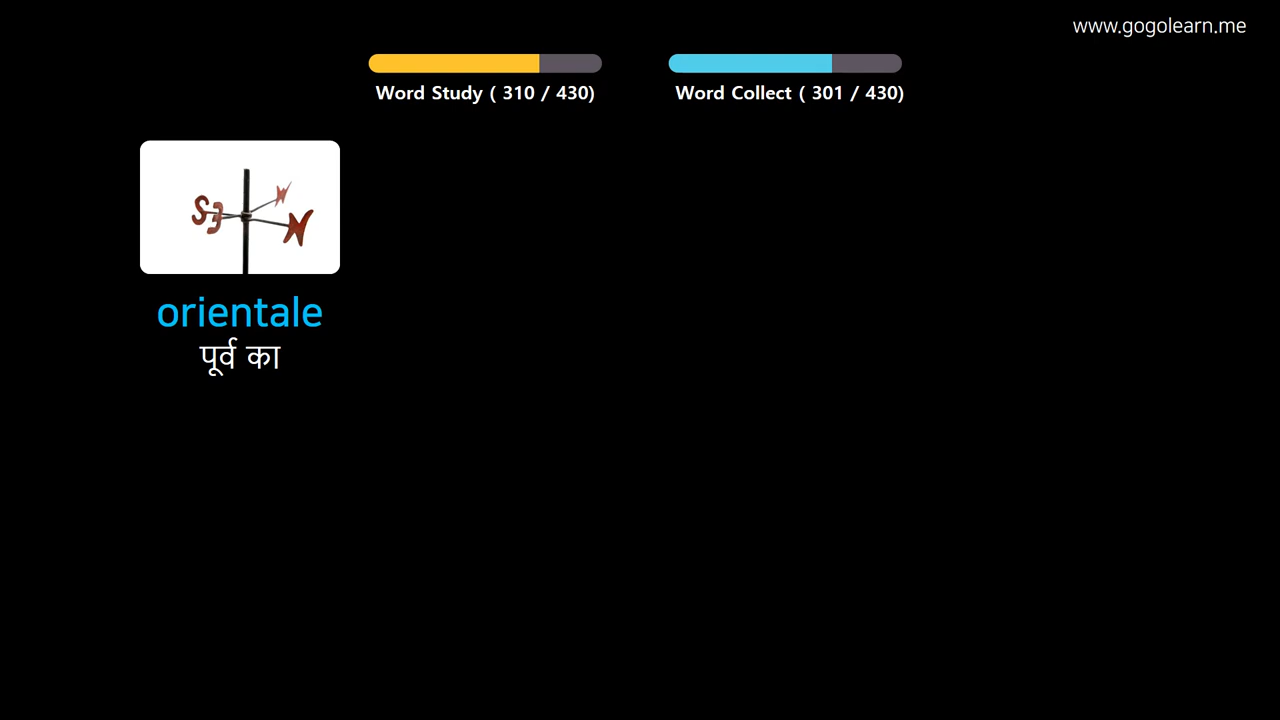 www.gogolearn.me
Word Study ( 310 / 430)
Word Collect ( 301 / 430)
S E N
orientale
पूर्व का